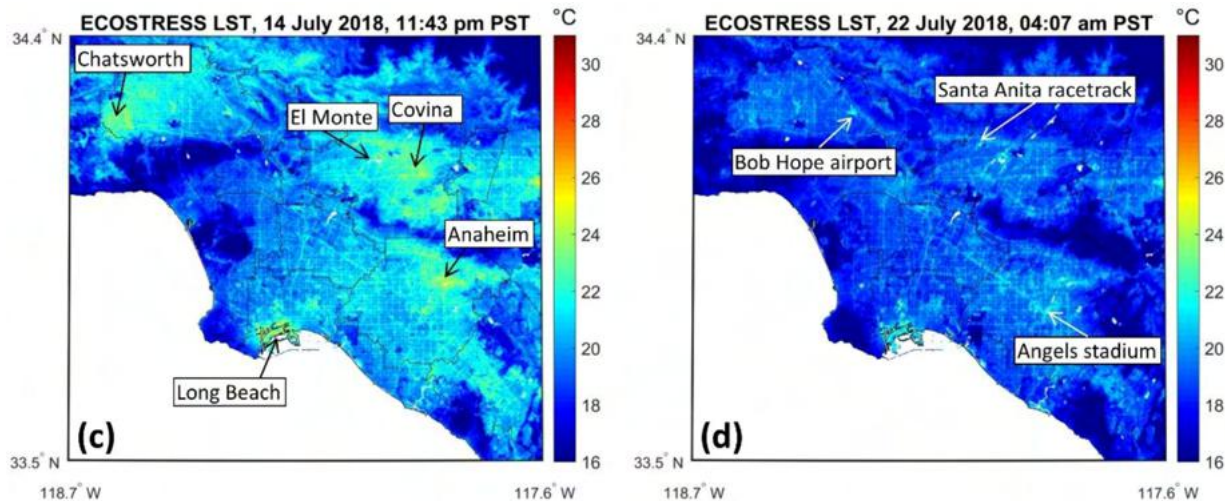 ECOSTRESS LST, 14 July 2018, 11:43 pm PST
°C
34.4° N
Chatsworth
El Monte
Covina
Anaheim
Long Beach
(c)
33.5° N
118.7° W
117.6° W
30
28
26
24
22
20
18
16
ECOSTRESS LST, 22 July 2018, 04:07 am PST
°C
34.4° N
Santa Anita racetrack
Bob Hope airport
Angels stadium
(d)
33.5° N
118.7° W
117.6° W
30
28
26
24
22
20
18
16